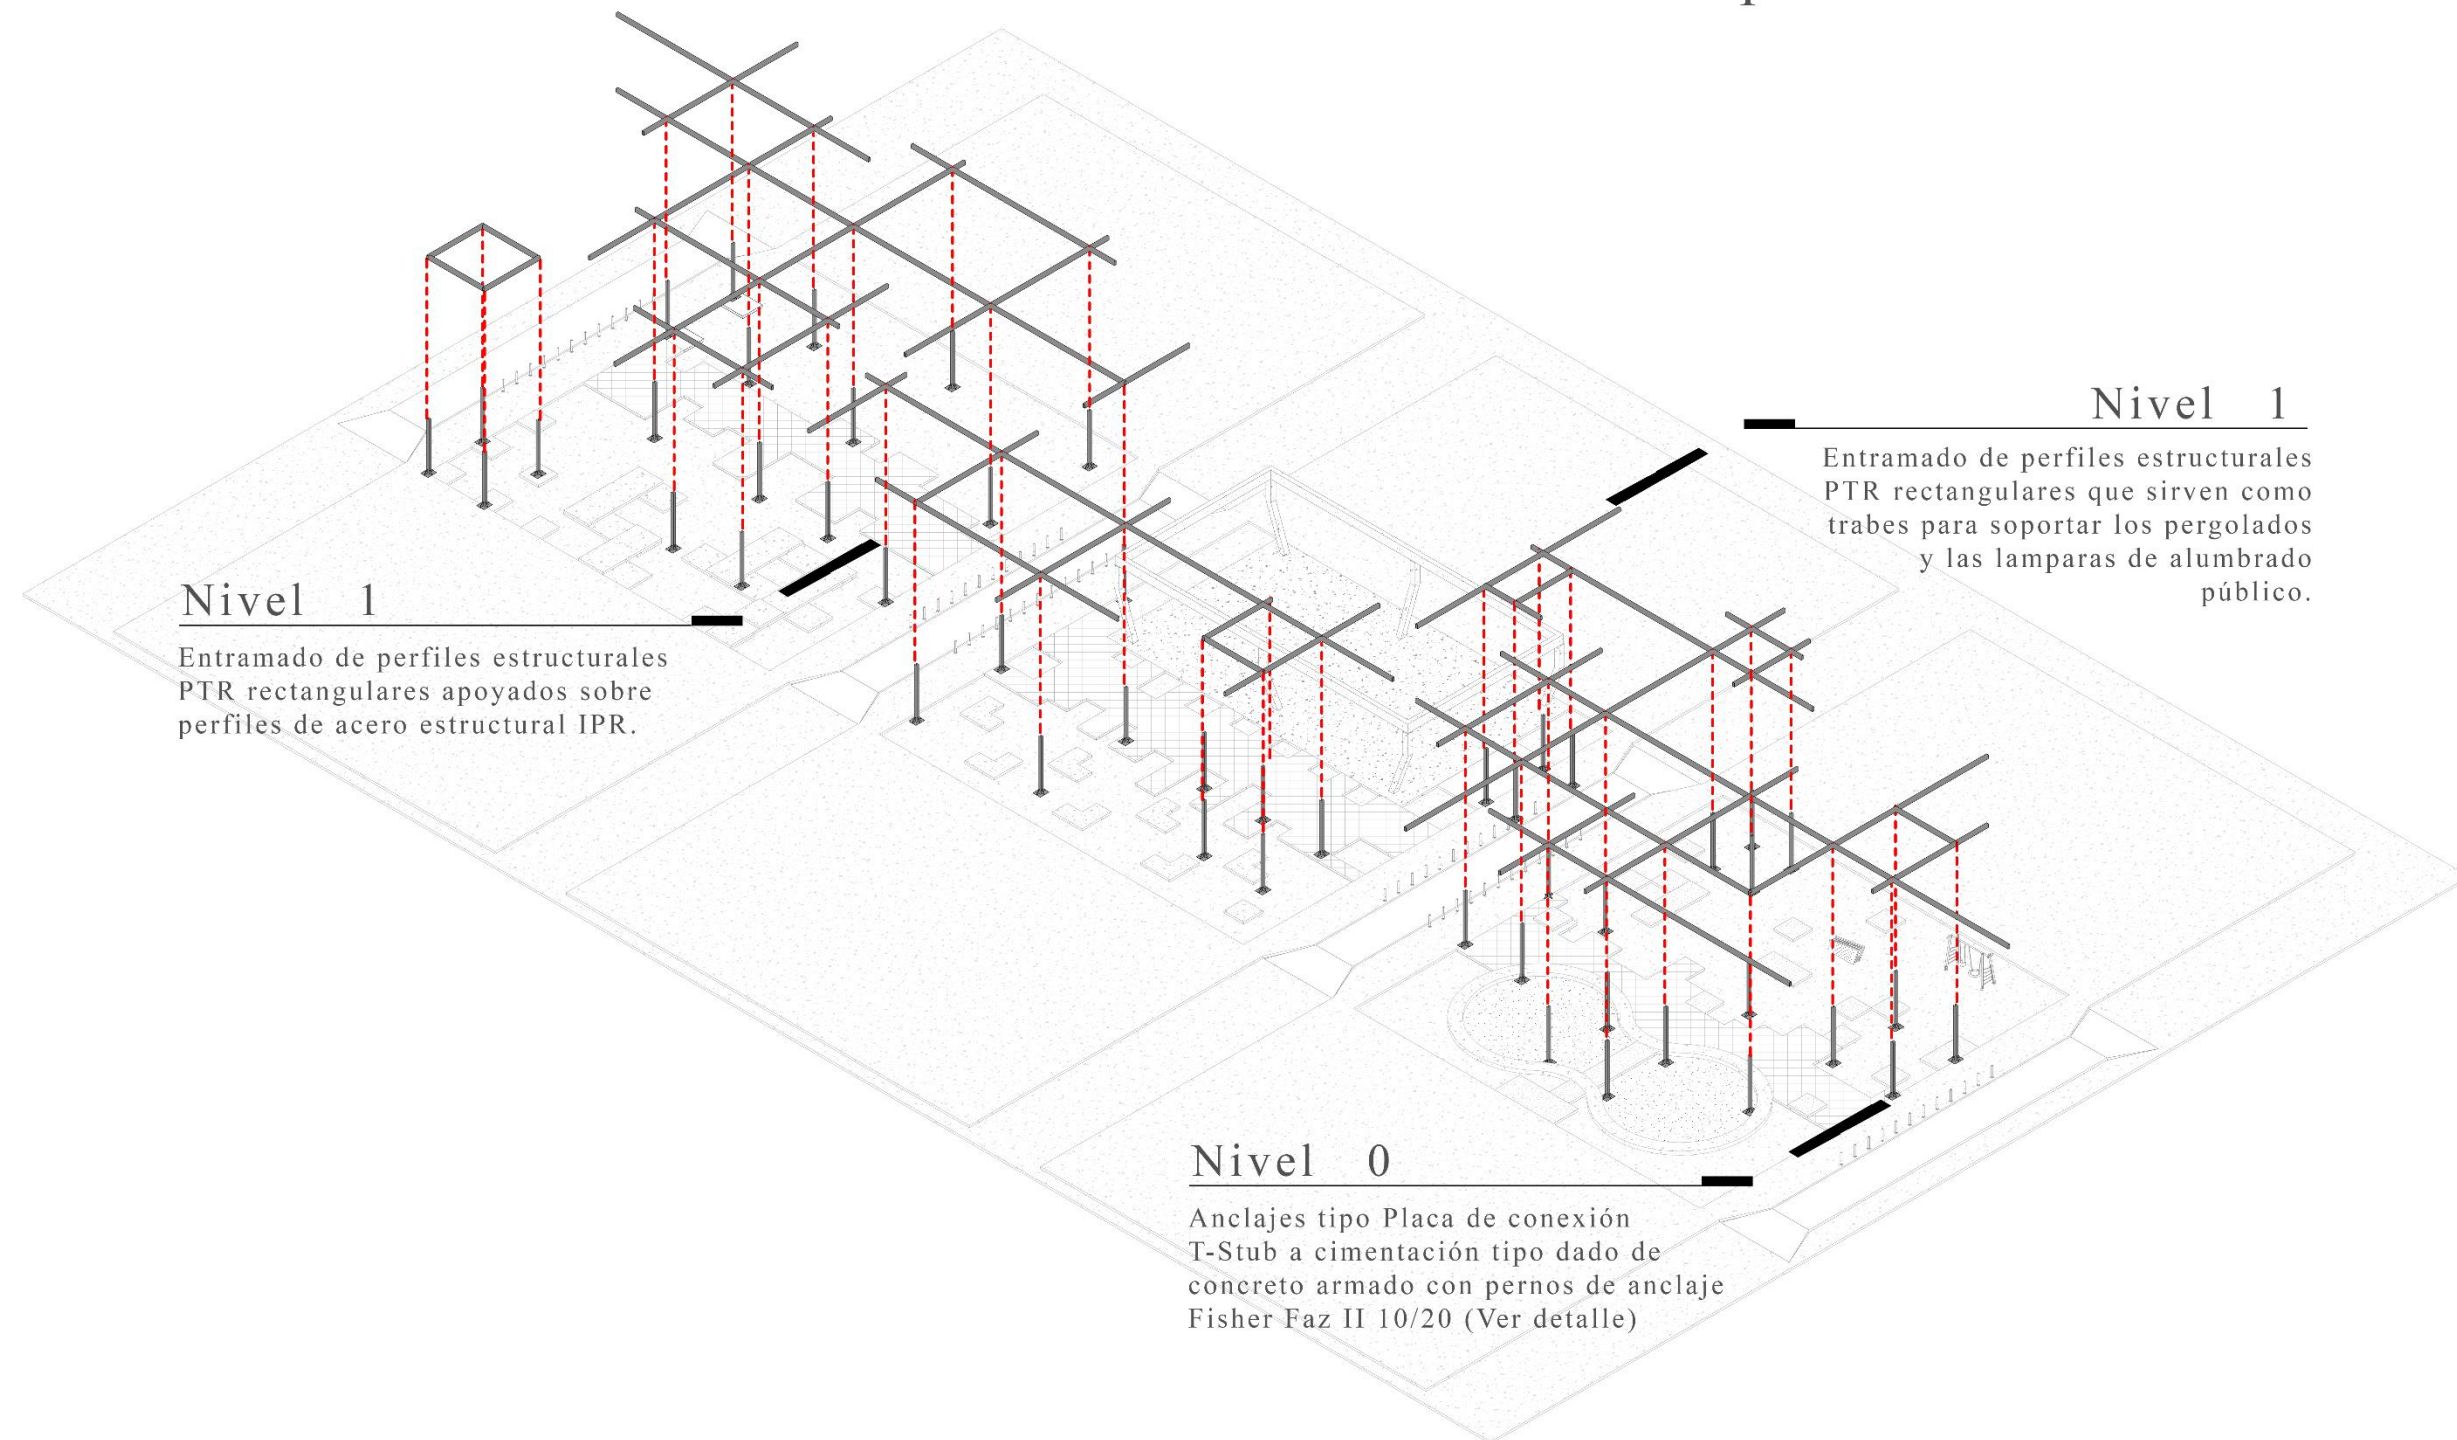 Nivel 1
Entramado de perfiles estructurales
PTR rectangulares que sirven como
trabes para soportar los pergolados
y las lamparas de alumbrado
público.
Nivel 1
Entramado de perfiles estructurales
PTR rectangulares apoyados sobre
perfiles de acero estructural IPR.
Nivel 0
Anclajes tipo Placa de conexión
T-Stub a cimentación tipo dado de
concreto armado con pernos de anclaje
Fisher Faz II 10/20 (Ver detalle)